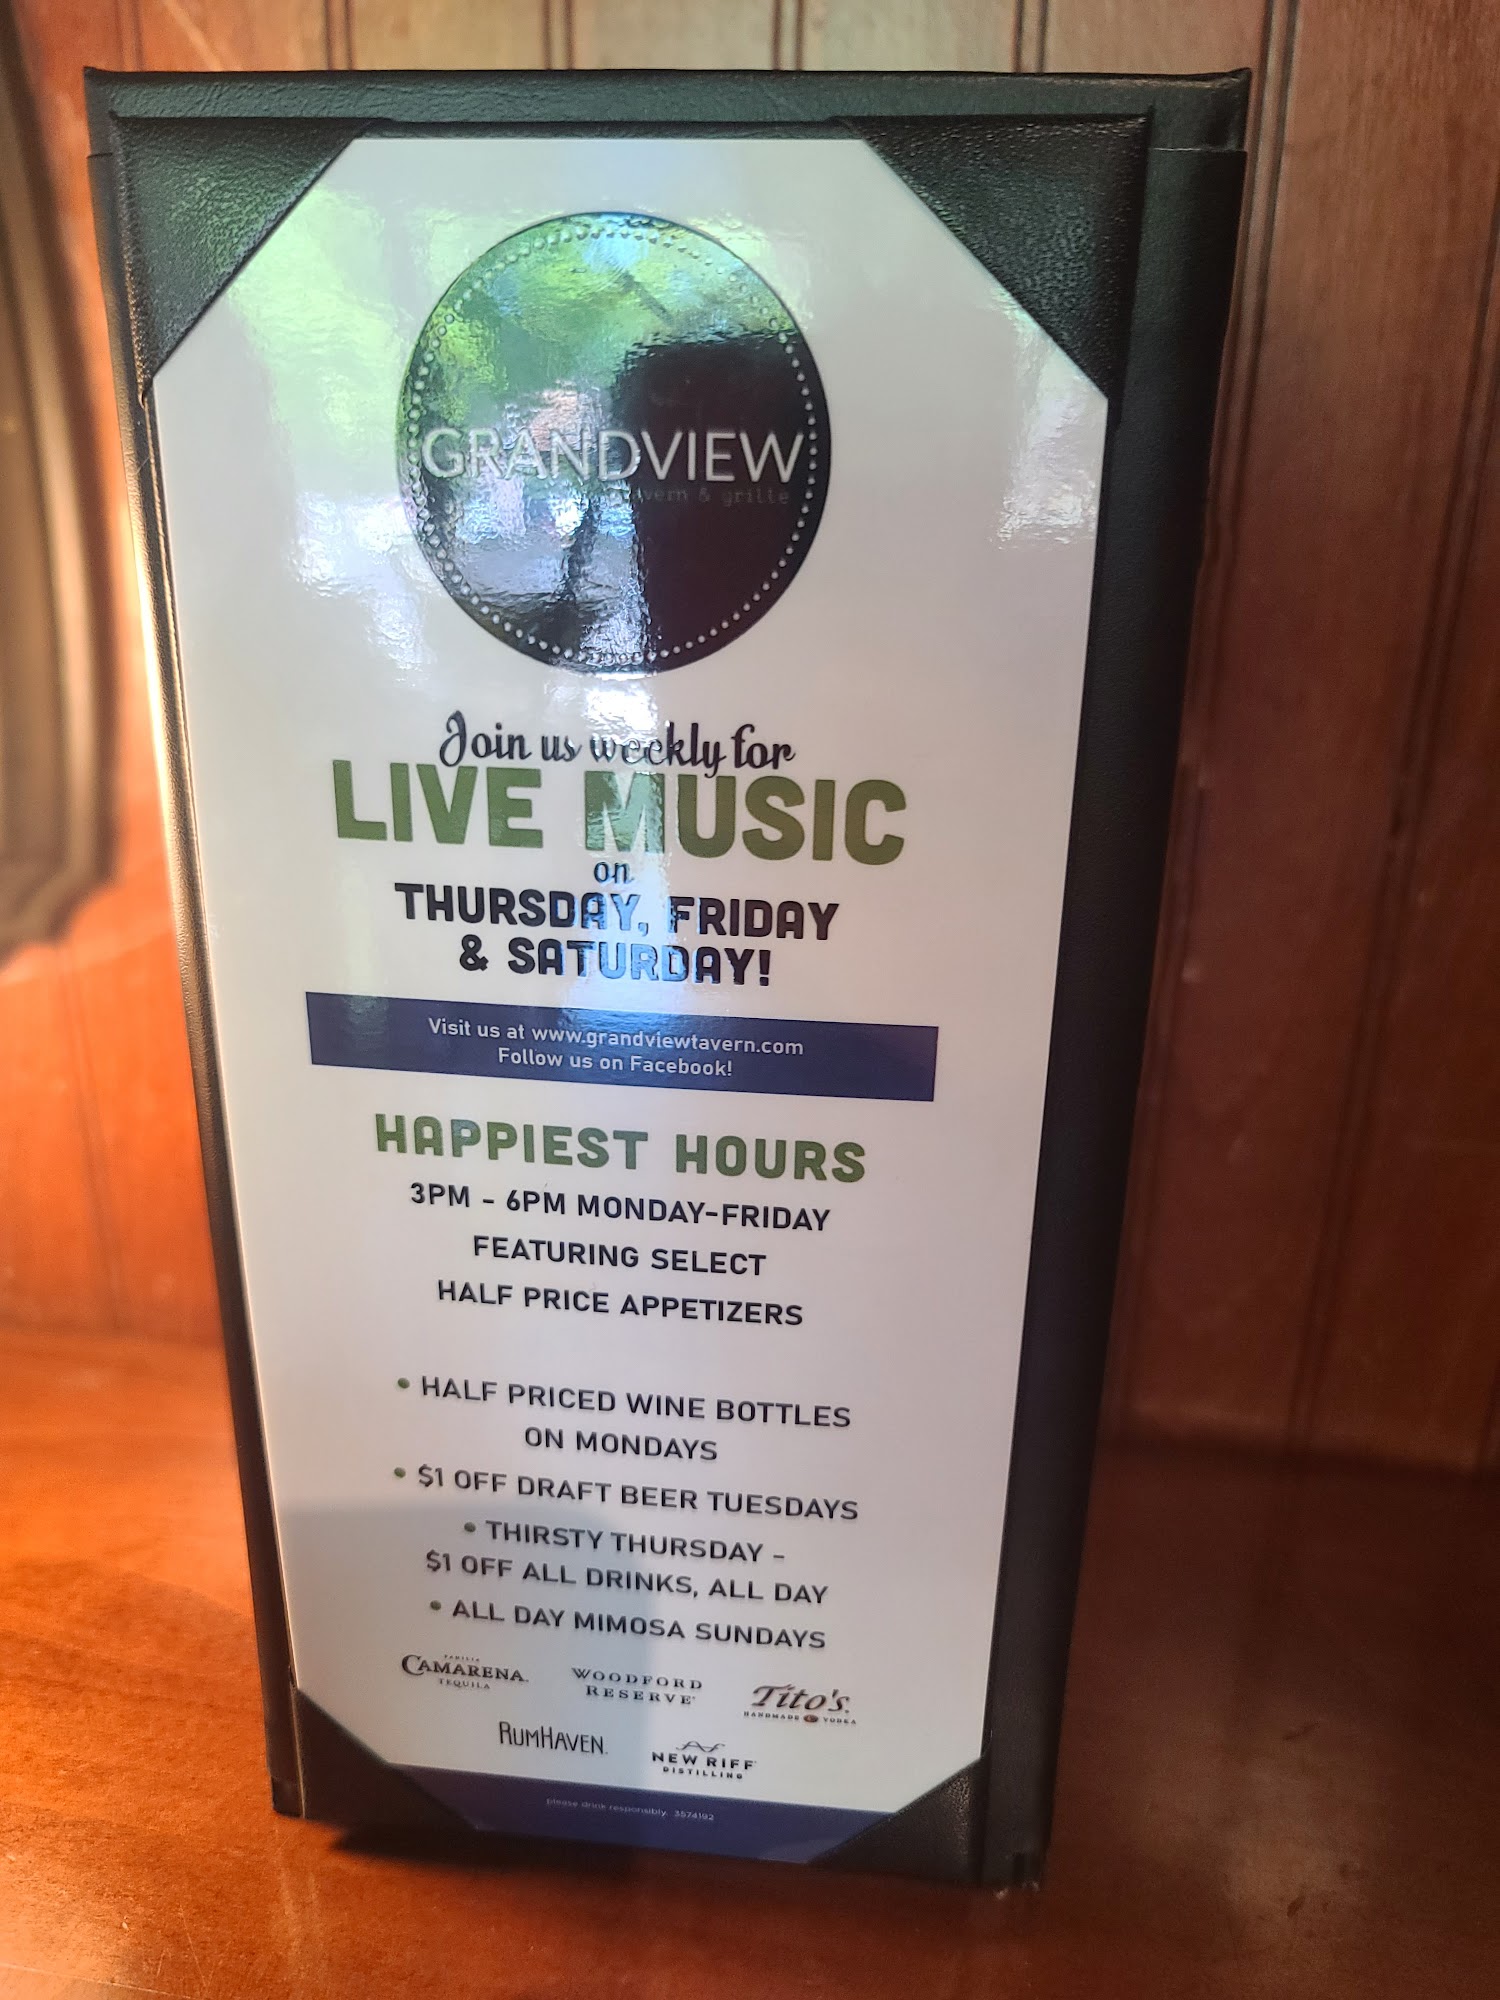 GRANDVIEW
tavern & grille
Join us weekly for
LIVE MUSIC
on
THURSDAY, FRIDAY
& SATURDAY!
Visit us at www.grandviewtavern.com
Follow us on Facebook!
HAPPIEST HOURS
3PM - 6PM MONDAY-FRIDAY
FEATURING SELECT
HALF PRICE APPETIZERS
• HALF PRICED WINE BOTTLES
ON MONDAYS
• $1 OFF DRAFT BEER TUESDAYS
• THIRSTY THURSDAY -
$1 OFF ALL DRINKS, ALL DAY
• ALL DAY MIMOSA SUNDAYS
FAMILIA
CAMARENA
TEQUILA
WOODFORD
RESERVE
Tito's
HANDMADE VODKA
RUMHAVEN
NEW RIFF
DISTILLING
please drink responsibly. 3574192